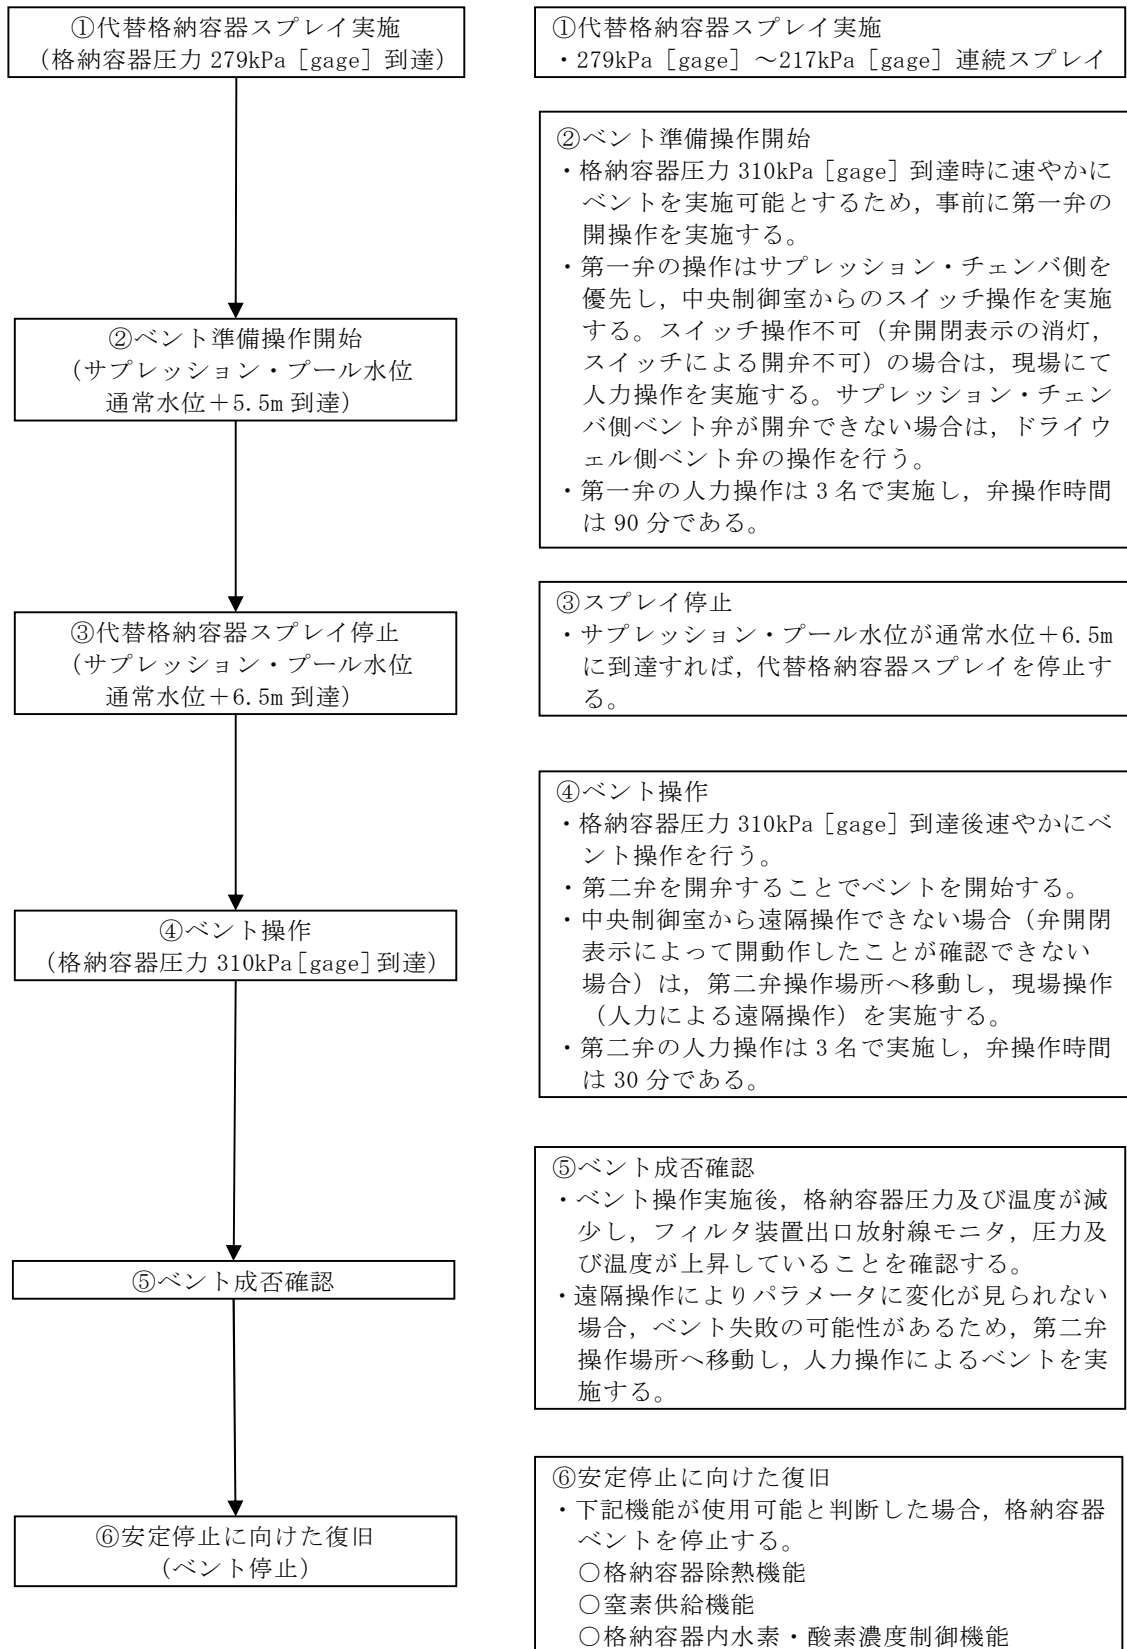 ①代替格納容器スプレイ実施
(格納容器圧力 279kPa［gage］到達)
②ベント準備操作開始
(サプレッション・プール水位
通常水位＋5.5m 到達)
③代替格納容器スプレイ停止
(サプレッション・プール水位
通常水位＋6.5m 到達)
④ベント操作
(格納容器圧力 310kPa［gage］到達)
⑤ベント成否確認
⑥安定停止に向けた復旧
(ベント停止)
①代替格納容器スプレイ実施
・279kPa［gage］～217kPa［gage］連続スプレイ
②ベント準備操作開始
・格納容器圧力 310kPa［gage］到達時に速やかに
ベントを実施可能とするため，事前に第一弁の
開操作を実施する。
・第一弁の操作はサプレッション・チェンバ側を
優先し，中央制御室からのスイッチ操作を実施
する。スイッチ操作不可（弁開閉表示の消灯，
スイッチによる開弁不可）の場合は，現場にて
人力操作を実施する。サプレッション・チェン
バ側ベント弁が開弁できない場合は，ドライウ
ェル側ベント弁の操作を行う。
・第一弁の人力操作は 3 名で実施し，弁操作時間
は 90 分である。
③スプレイ停止
・サプレッション・プール水位が通常水位＋6.5m
に到達すれば，代替格納容器スプレイを停止す
る。
④ベント操作
・格納容器圧力 310kPa［gage］到達後速やかにベ
ント操作を行う。
・第二弁を開弁することでベントを開始する。
・中央制御室から遠隔操作できない場合（弁開閉
表示によって開動作したことが確認できない
場合）は，第二弁操作場所へ移動し，現場操作
（人力による遠隔操作）を実施する。
・第二弁の人力操作は 3 名で実施し，弁操作時間
は 30 分である。
⑤ベント成否確認
・ベント操作実施後，格納容器圧力及び温度が減
少し，フィルタ装置出口放射線モニタ，圧力及
び温度が上昇していることを確認する。
・遠隔操作によりパラメータに変化が見られない
場合，ベント失敗の可能性があるため，第二弁
操作場所へ移動し，人力操作によるベントを実
施する。
⑥安定停止に向けた復旧
・下記機能が使用可能と判断した場合，格納容器
ベントを停止する。
○格納容器除熱機能
○窒素供給機能
○格納容器内水素・酸素濃度制御機能